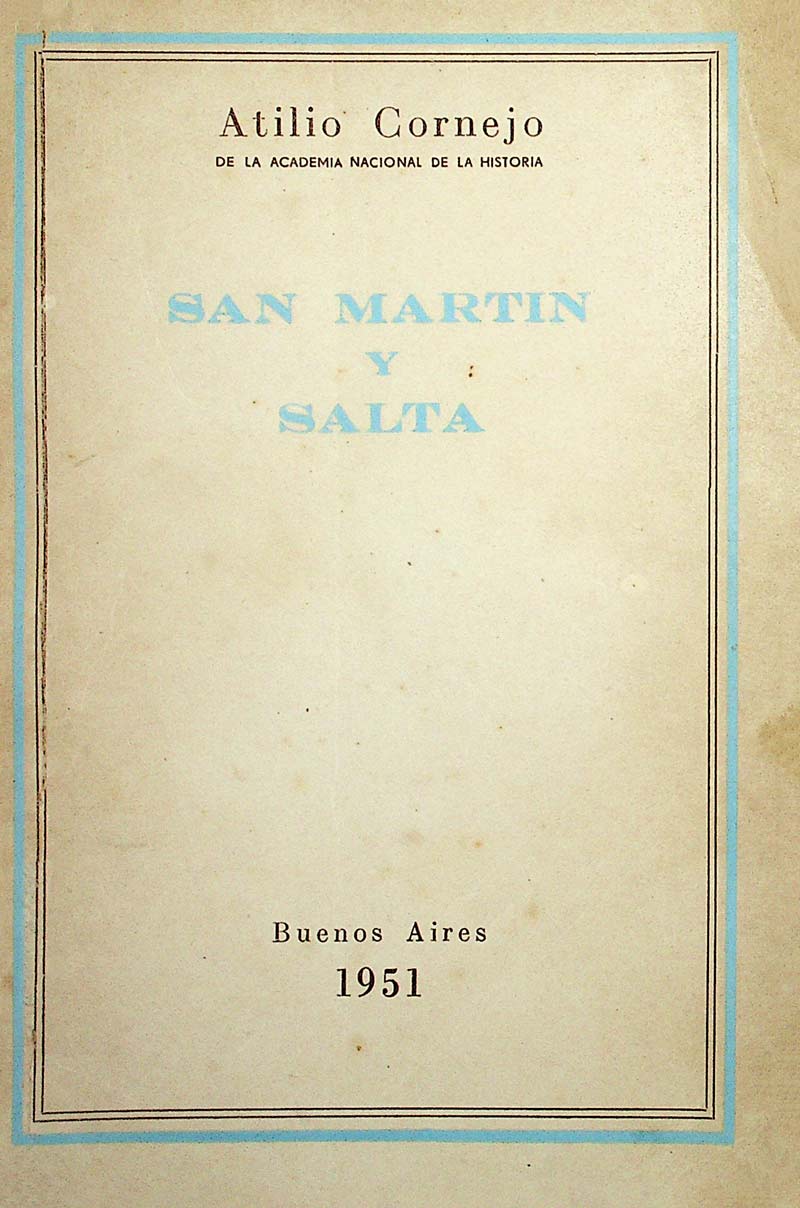 Atilio Cornejo
DE LA ACADEMIA NACIONAL DE LA HISTORIA
SAN MARTIN
Y
SALTA
Buenos Aires
1951